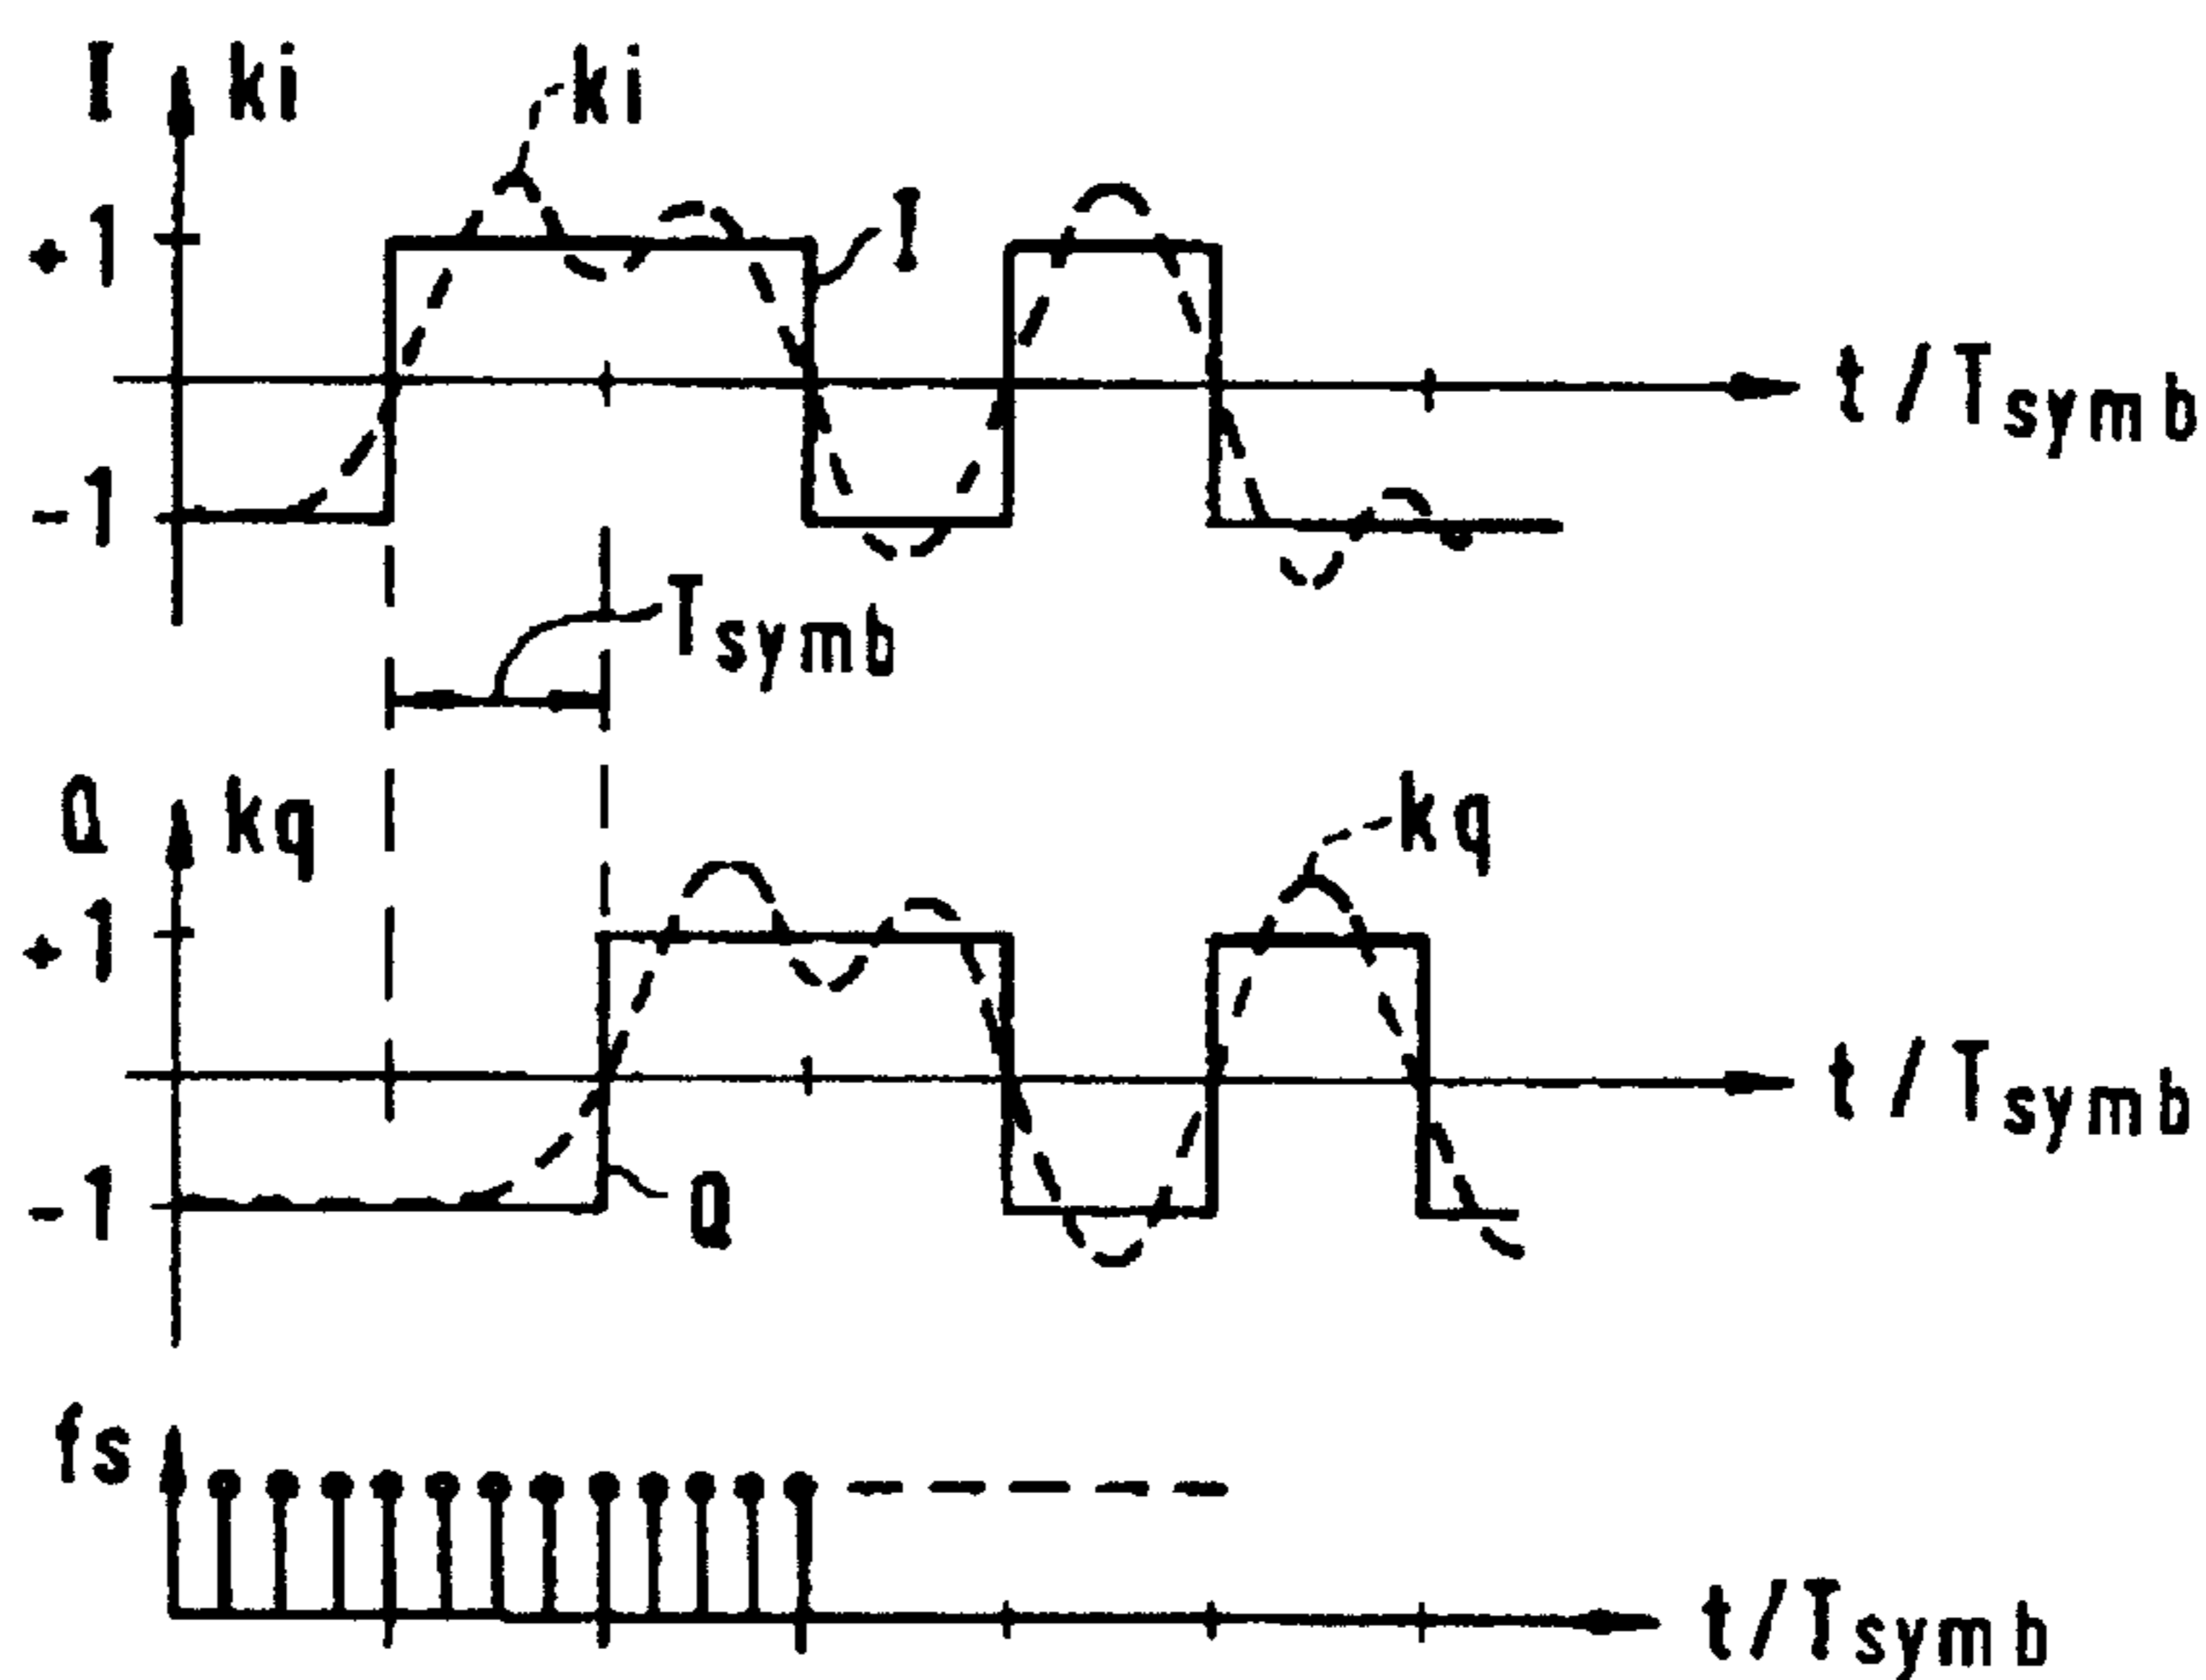 I ki ki
+1 I
t/Tsymb
-1
Tsymb
Q kq kq
+1
t/Tsymb
-1 Q
fs
t/Tsymb